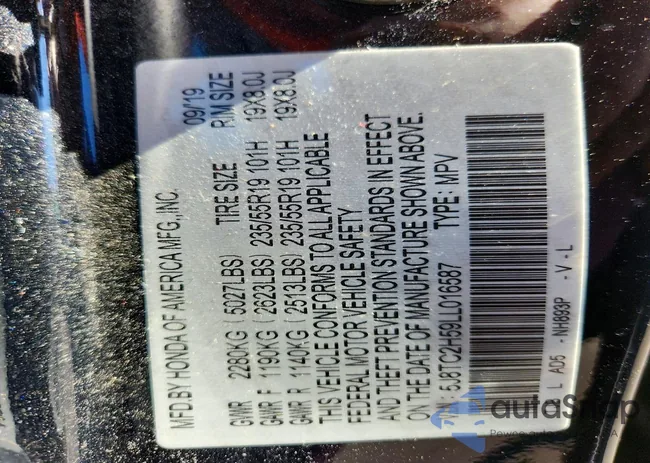 MFD.BY HONDA OF AMERICA MFG.,INC. 09/19
TIRE SIZE RIM SIZE
GVWR 2280KG ( 5027LBS)
GAWR F 1190KG ( 2623LBS) 235/55R19 101H 19X8.0J
GAWR R 1140KG ( 2513LBS) 235/55R19 101H 19X8.0J
THIS VEHICLE CONFORMS TO ALL APPLICABLE
FEDERAL MOTOR VEHICLE SAFETY
AND THEFT PREVENTION STANDARDS IN EFFECT
ON THE DATE OF MANUFACTURE SHOWN ABOVE.
5J8TC2H69LL016587 TYPE: MPV
L AD5 - NH893P - V - L
autoSnap